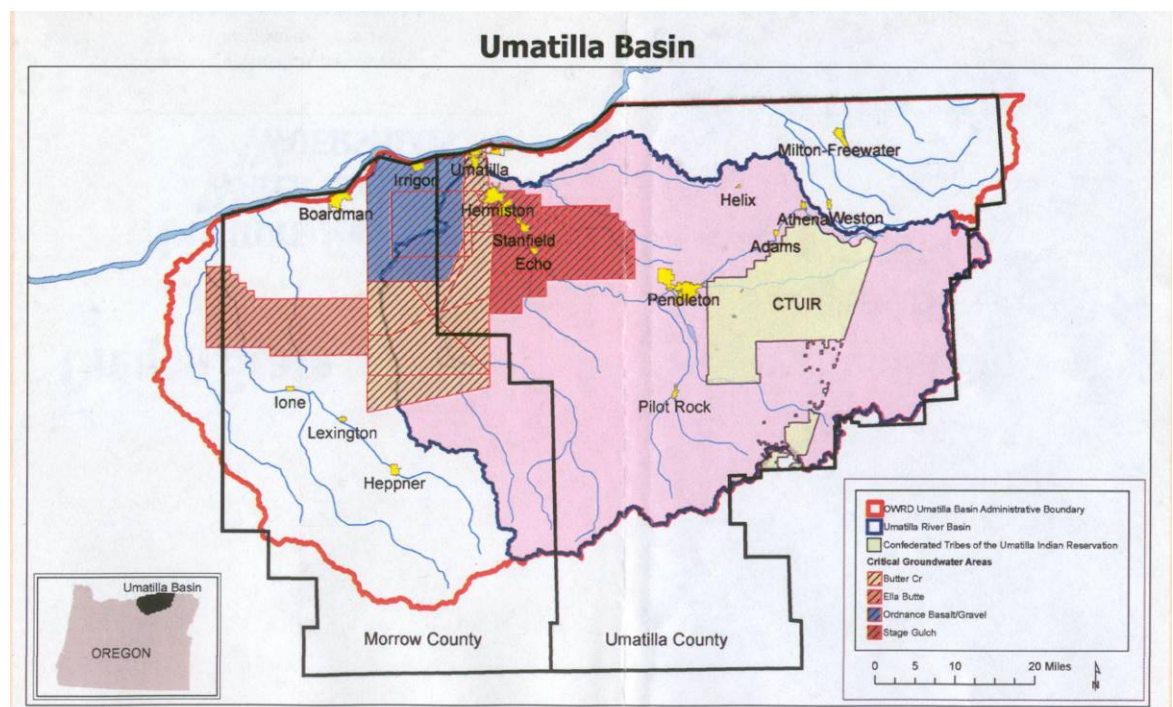 Umatilla Basin
Milton-Freewater
Umatilla
Irrigon
Boardman
Hermiston
Helix
Athena
Weston
Stanfield
Adams
Echo
Pendleton
CTUIR
Ione
Pilot Rock
Lexington
Heppner
OWRD Umatilla Basin Administrative Boundary
Umatilla River Basin
Confederated Tribes of the Umatilla Indian Reservation
Critical Groundwater Areas
Butter Cr
Ella Butte
Ordnance Basalt/Gravel
Stage Gulch
0 5 10 20 Miles
N
Umatilla Basin
OREGON
Morrow County
Umatilla County